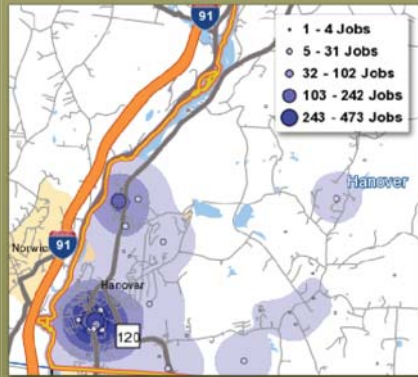 91
1 - 4 Jobs
5 - 31 Jobs
32 - 102 Jobs
103 - 242 Jobs
243 - 473 Jobs
Hanover
Norwic
91
Hanover
120